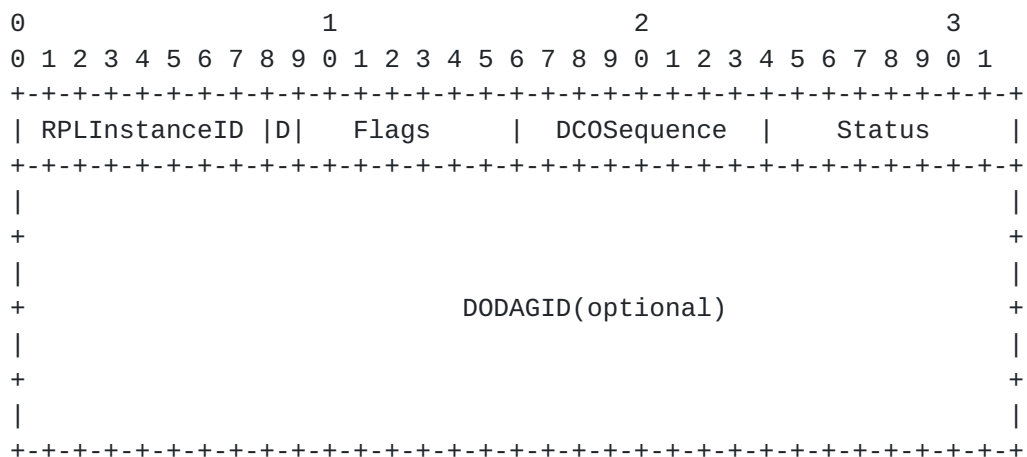 0                   1                   2                   3
0 1 2 3 4 5 6 7 8 9 0 1 2 3 4 5 6 7 8 9 0 1 2 3 4 5 6 7 8 9 0 1
+-+-+-+-+-+-+-+-+-+-+-+-+-+-+-+-+-+-+-+-+-+-+-+-+-+-+-+-+-+-+-+-+
| RPLInstanceID |D|   Flags     |  DCOSequence  |    Status     |
+-+-+-+-+-+-+-+-+-+-+-+-+-+-+-+-+-+-+-+-+-+-+-+-+-+-+-+-+-+-+-+-+
|                                                               |
+                                                               +
|                                                               |
+                            DODAGID(optional)                  +
|                                                               |
+                                                               +
|                                                               |
+-+-+-+-+-+-+-+-+-+-+-+-+-+-+-+-+-+-+-+-+-+-+-+-+-+-+-+-+-+-+-+-+